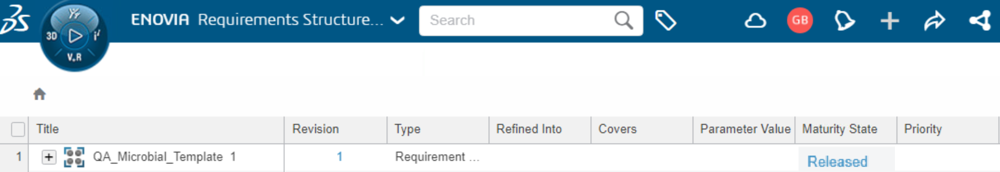 3DS ENOVIA Requirements Structure... Search GB
3D i'
V.R
Title Revision Type Refined Into Covers Parameter Value Maturity State Priority
1 + QA_Microbial_Template 1 1 Requirement ... Released